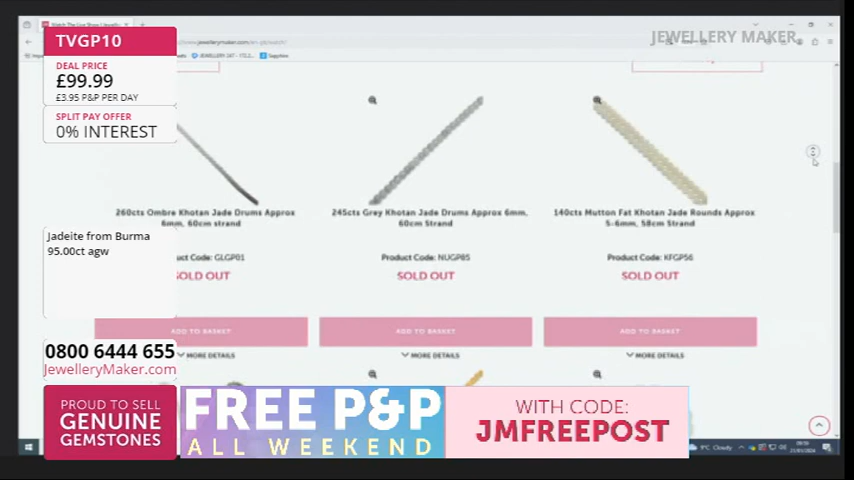 TVGP10
JEWELLERY MAKER
DEAL PRICE
£99.99
£3.95 P&P PER DAY
SPLIT PAY OFFER
0% INTEREST
260cts Ombre Khotan Jade Drums Approx
6mm, 60cm strand
245cts Grey Khotan Jade Drums Approx 6mm,
60cm Strand
140cts Mutton Fat Khotan Jade Rounds Approx
5-6mm, 58cm Strand
Jadeite from Burma
95.00ct agw
Product Code: GLGP01
Product Code: NUGP85
Product Code: KFGP56
SOLD OUT
SOLD OUT
SOLD OUT
ADD TO BASKET
ADD TO BASKET
ADD TO BASKET
MORE DETAILS
MORE DETAILS
MORE DETAILS
0800 6444 655
JewelleryMaker.com
PROUD TO SELL
GENUINE
GEMSTONES
FREE P&P
ALL WEEKEND
WITH CODE:
JMFREEPOST
9°C Cloudy